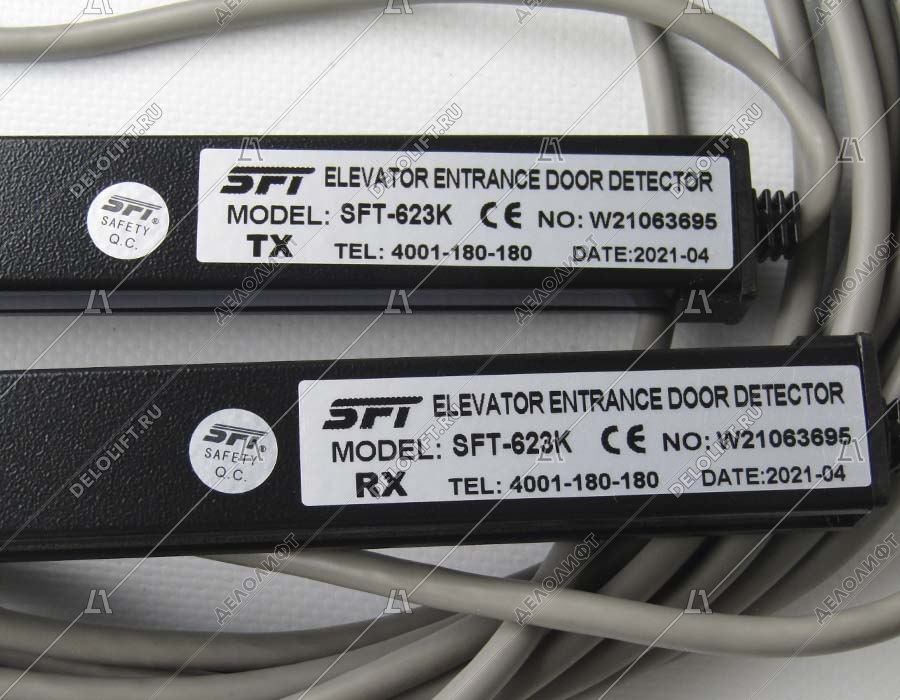 SFT ELEVATOR ENTRANCE DOOR DETECTOR
MODEL: SFT-623K CE NO: W21063695
TX TEL: 4001-180-180 DATE:2021-04
SFT®
SAFETY
Q.C.
SFT ELEVATOR ENTRANCE DOOR DETECTOR
MODEL: SFT-623K CE NO: W21063695
RX TEL: 4001-180-180 DATE:2021-04
SFT®
SAFETY
Q.C.
DELOLIFT.RU
ДЕЛОЛИФТ.RU